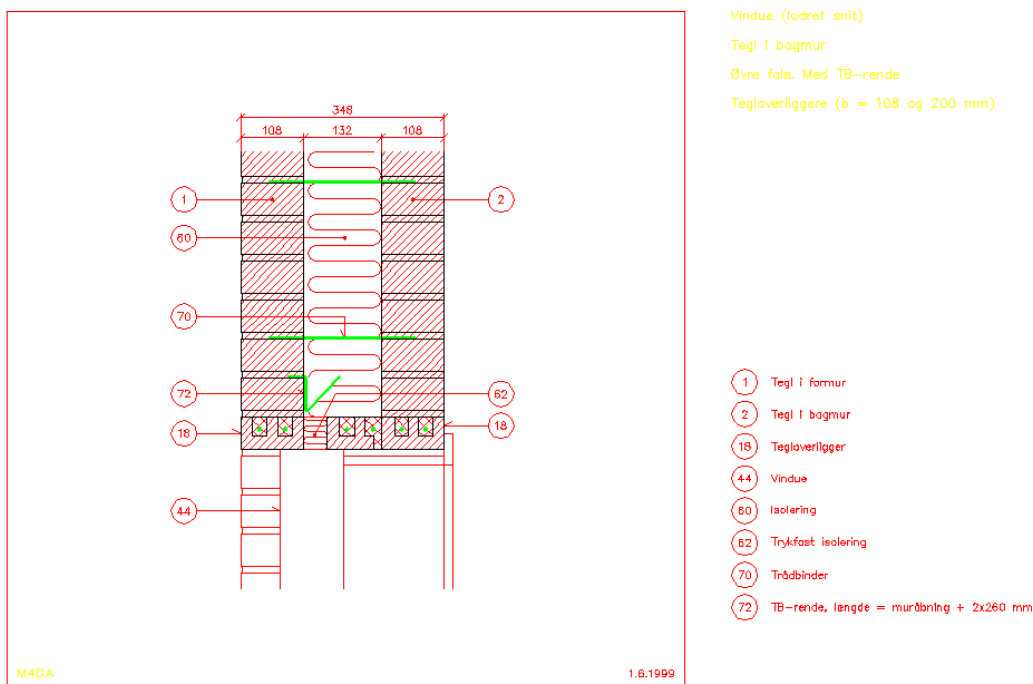 Vindue (lodret snit)
Tegl i bagmur
Øvre fals. Med TB-rende
Tegloverliggere (b = 108 og 200 mm)
348
108 132 108
1
2
60
70
72
62
18
18
44
1 Tegl i formur
2 Tegl i bagmur
18 Tegloverligger
44 Vindue
60 Isolering
62 Trykfast isolering
70 Trådbinder
72 TB-rende, længde = muråbning + 2x260 mm
M40A
1.6.1999